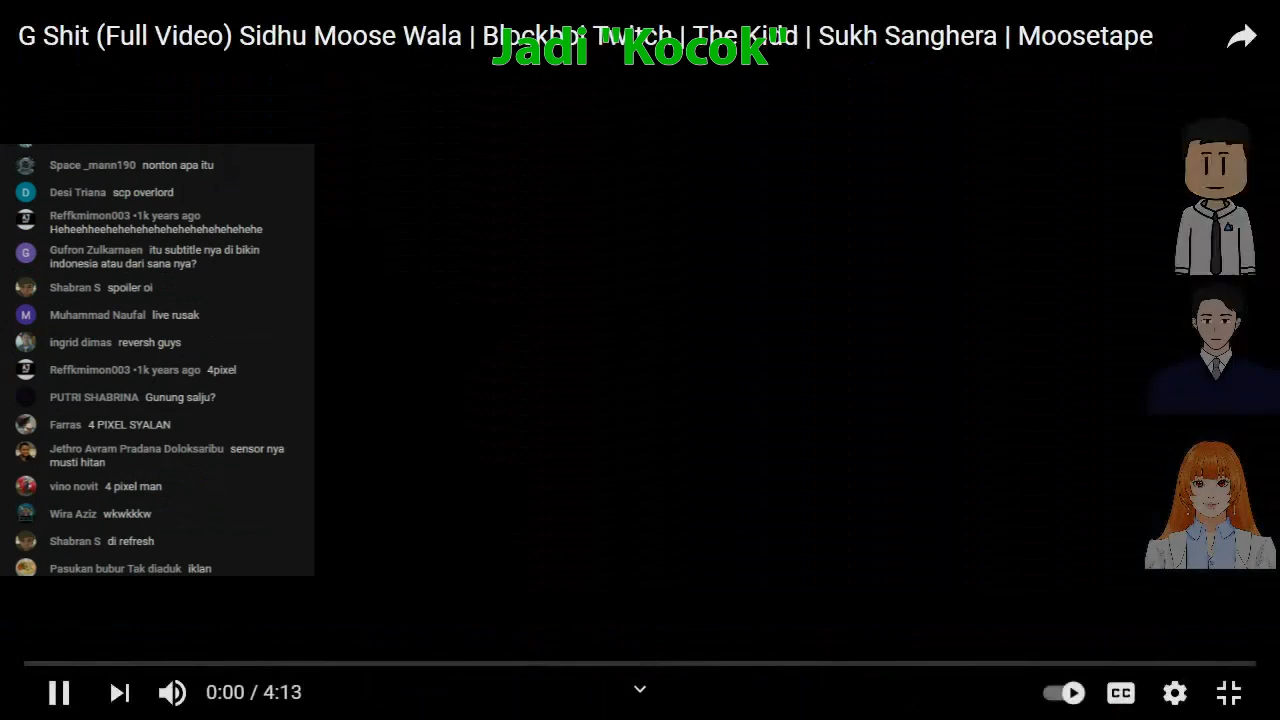 G Shit (Full Video) Sidhu Moose Wala | Blockboi Twitch | The Kidd | Sukh Sanghera | Moosetape
Jadi "Kocok"
Space _mann190 nonton apa itu
D Desi Triana scp overlord
Reffkmimon003 •1k years ago
Heheehheehehehehehehehehehehehehehe
G Gufron Zulkarnaen itu subtitle nya di bikin
indonesia atau dari sana nya?
Shabran S spoiler oi
M Muhammad Naufal live rusak
ingrid dimas reversh guys
Reffkmimon003 •1k years ago 4pixel
PUTRI SHABRINA Gunung salju?
Farras 4 PIXEL SYALAN
Jethro Avram Pradana Doloksaribu sensor nya
musti hitan
vino novit 4 pixel man
Wira Aziz wkwkkkw
Shabran S di refresh
Pasukan bubur Tak diaduk iklan
0:00 / 4:13
CC